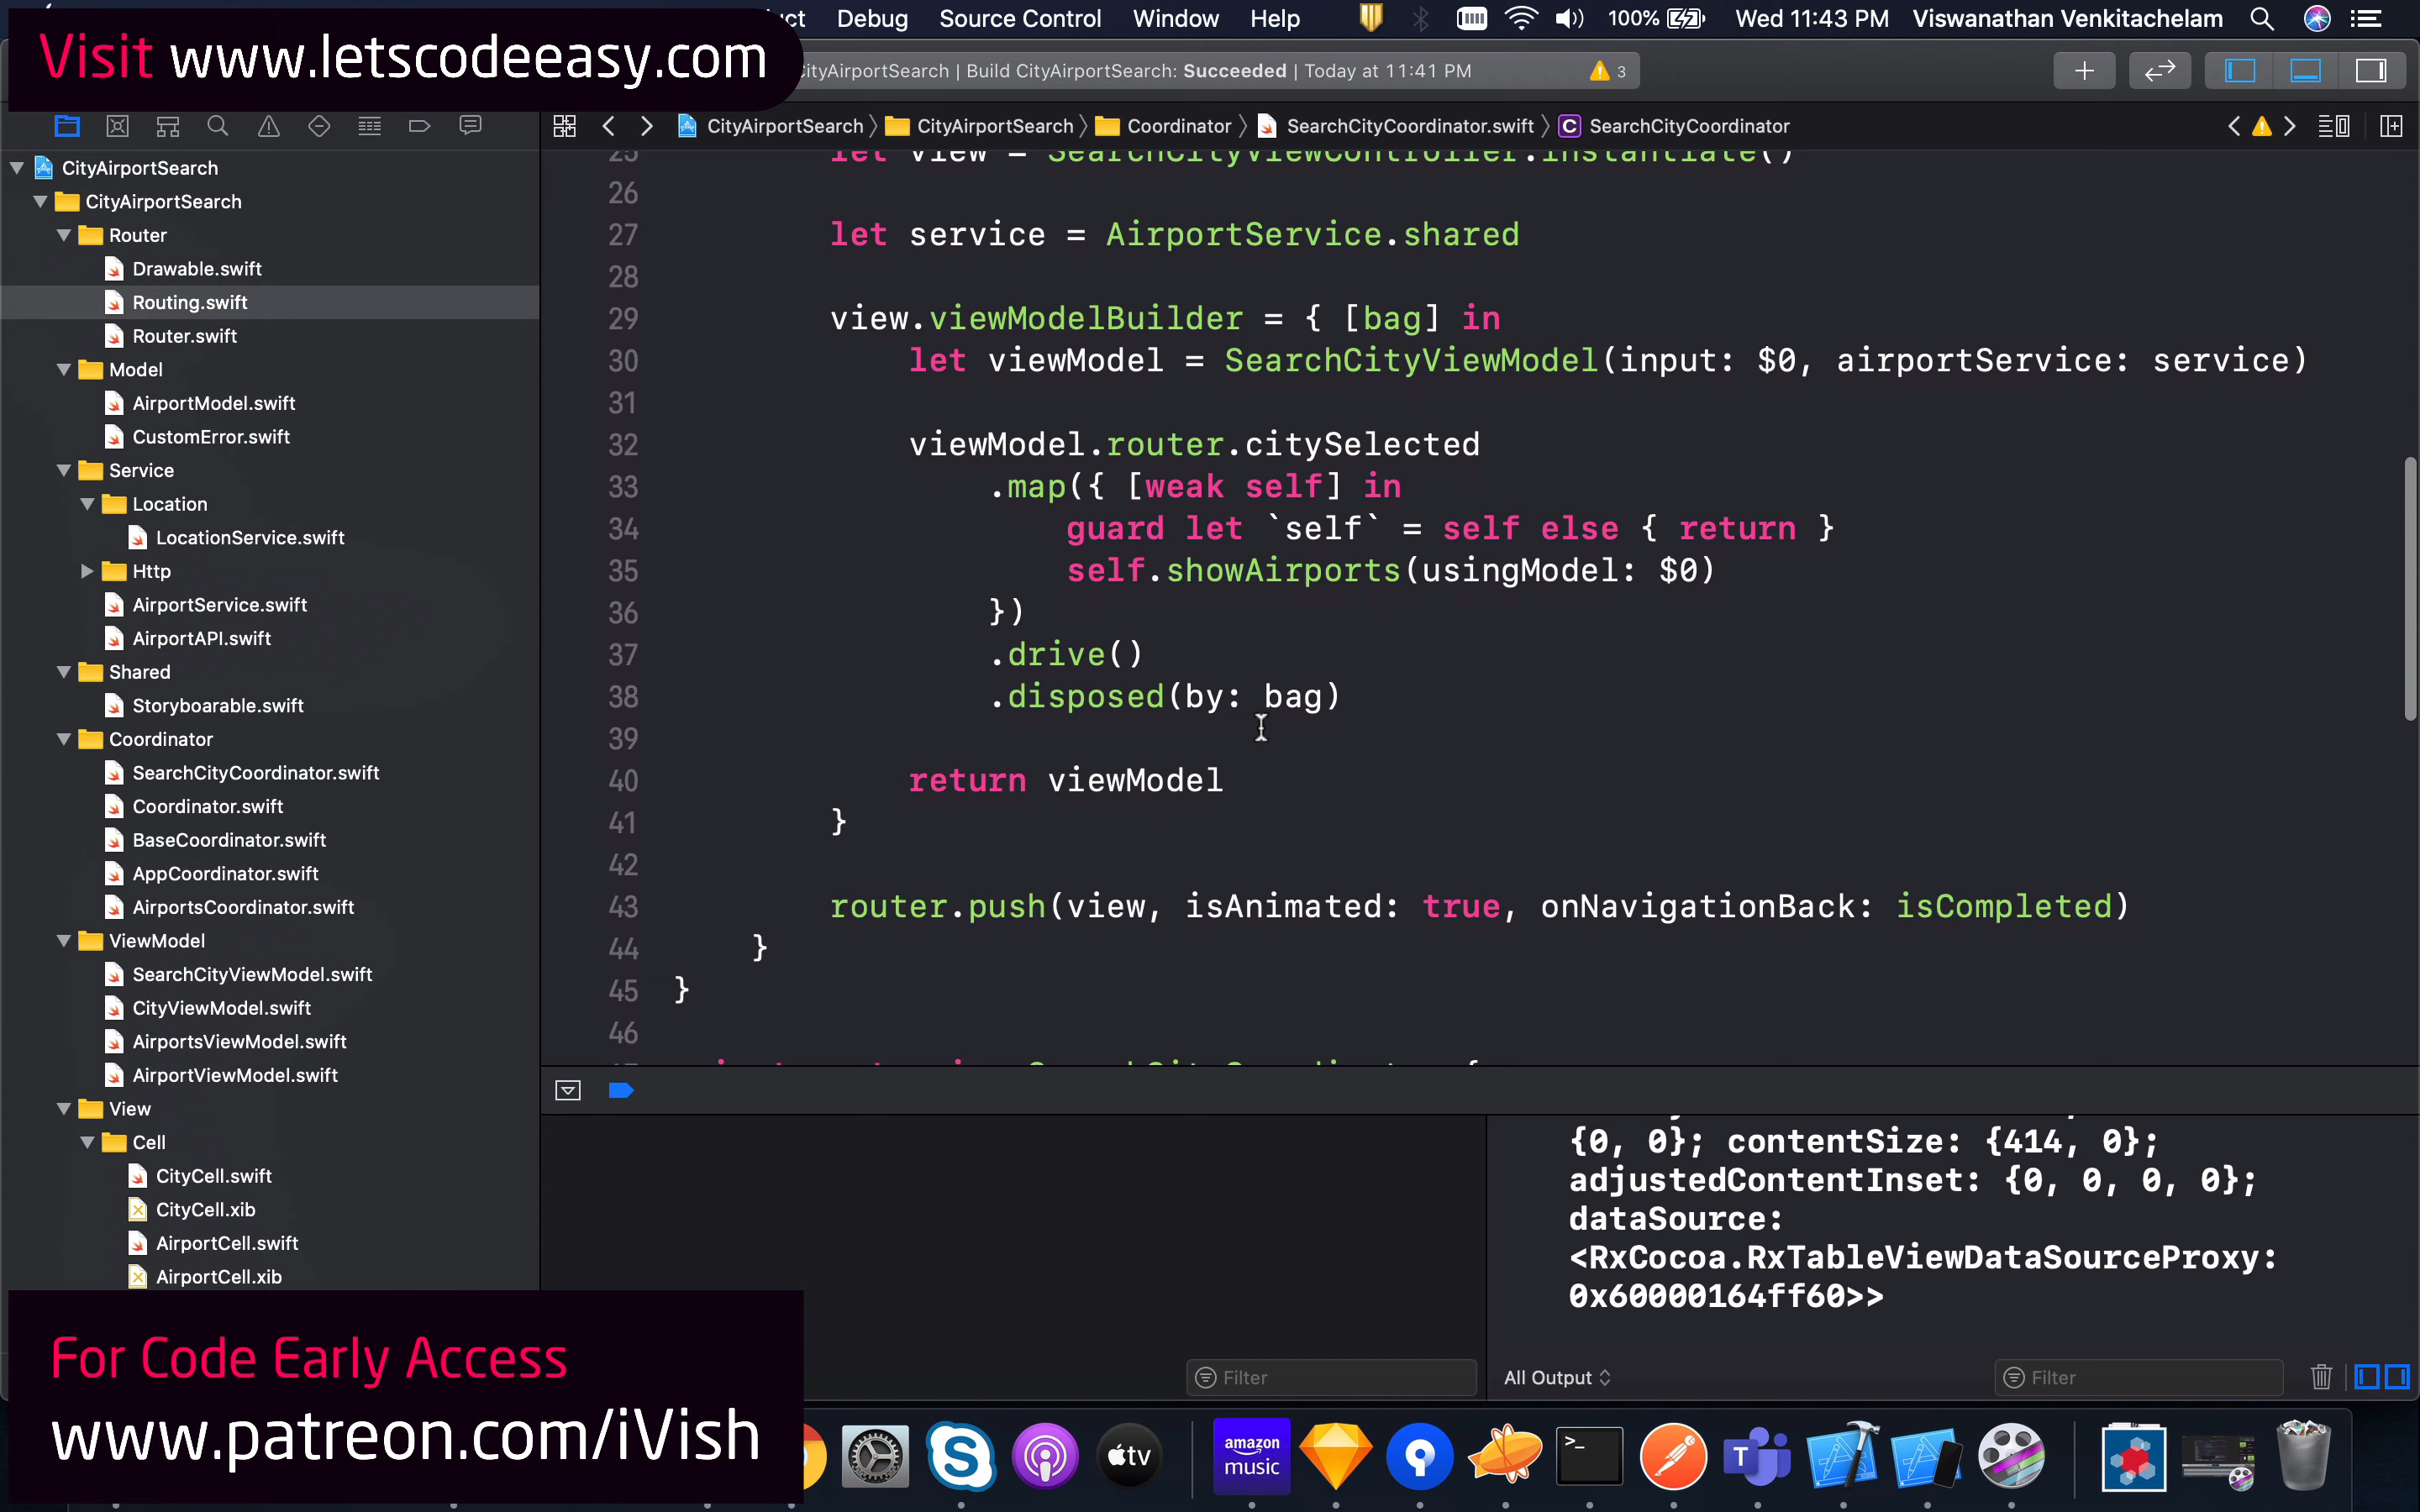 ct Debug Source Control Window Help 100% Wed 11:43 PM Viswanathan Venkitachelam
Visit www.letscodeeasy.com
CityAirportSearch | Build CityAirportSearch: Succeeded | Today at 11:41 PM 3
CityAirportSearch CityAirportSearch Coordinator SearchCityCoordinator.swift C SearchCityCoordinator
CityAirportSearch
CityAirportSearch
Router
Drawable.swift
Routing.swift
Router.swift
Model
AirportModel.swift
CustomError.swift
Service
Location
LocationService.swift
Http
AirportService.swift
AirportAPI.swift
Shared
Storyboarable.swift
Coordinator
SearchCityCoordinator.swift
Coordinator.swift
BaseCoordinator.swift
AppCoordinator.swift
AirportsCoordinator.swift
ViewModel
SearchCityViewModel.swift
CityViewModel.swift
AirportsViewModel.swift
AirportViewModel.swift
View
Cell
CityCell.swift
CityCell.xib
AirportCell.swift
AirportCell.xib
25 let view = SearchCityViewController.instantiate()
26
27 let service = AirportService.shared
28
29 view.viewModelBuilder = { [bag] in
30 let viewModel = SearchCityViewModel(input: $0, airportService: service)
31
32 viewModel.router.citySelected
33 .map({ [weak self] in
34 guard let `self` = self else { return }
35 self.showAirports(usingModel: $0)
36 })
37 .drive()
38 .disposed(by: bag)
39
40 return viewModel
41 }
42
43 router.push(view, isAnimated: true, onNavigationBack: isCompleted)
44 }
45 }
46
{0, 0}; contentSize: {414, 0};
adjustedContentInset: {0, 0, 0, 0};
dataSource:
<RxCocoa.RxTableViewDataSourceProxy:
0x60000164ff60>>
Filter
All Output
Filter
For Code Early Access
www.patreon.com/iVish
tv
amazon
music
>_
T